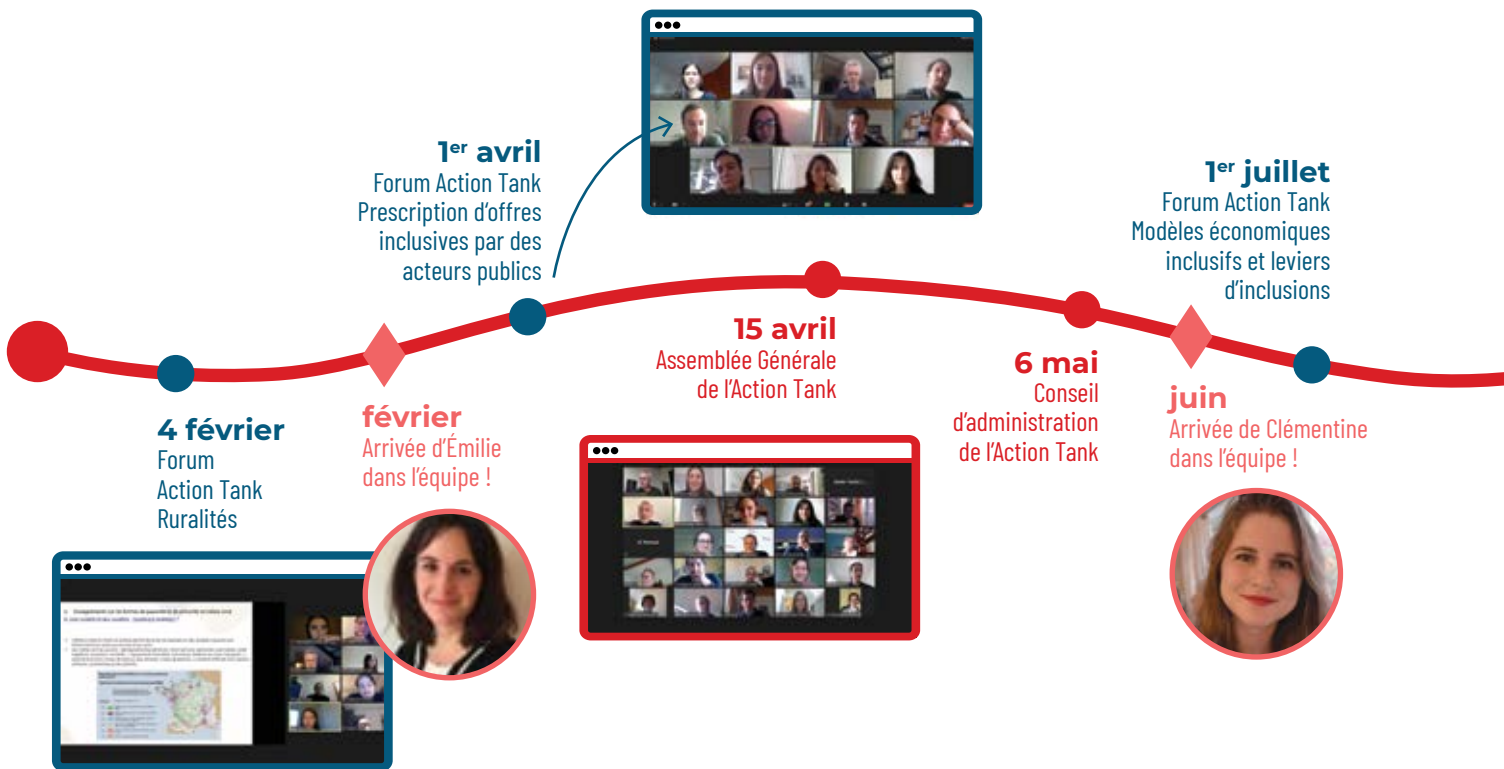 1er avril
Forum Action Tank
Prescription d'offres
inclusives par des
acteurs publics
1er juillet
Forum Action Tank
Modèles économiques
inclusifs et leviers
d'inclusions
15 avril
Assemblée Générale
de l'Action Tank
6 mai
Conseil
d'administration
de l'Action Tank
juin
Arrivée de Clémentine
dans l'équipe !
4 février
Forum
Action Tank
Ruralités
février
Arrivée d'Émilie
dans l'équipe !